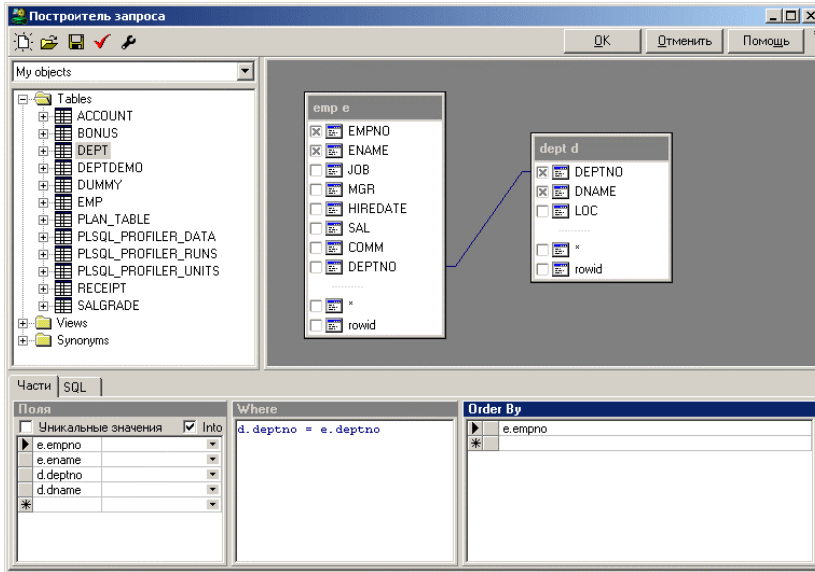 Построитель запроса
OK Отменить Помощь
My objects
Tables
ACCOUNT
BONUS
DEPT
DEPTDEMO
DUMMY
EMP
PLAN_TABLE
PLSQL_PROFILER_DATA
PLSQL_PROFILER_RUNS
PLSQL_PROFILER_UNITS
RECEIPT
SALGRADE
Views
Synonyms
emp e
EMPNO
ENAME
JOB
MGR
HIREDATE
SAL
COMM
DEPTNO
*
rowid
dept d
DEPTNO
DNAME
LOC
*
rowid
Части SQL
Поля
Уникальные значения Into
e.empno
e.ename
d.deptno
d.dname
Where
d.deptno = e.deptno
Order By
e.empno